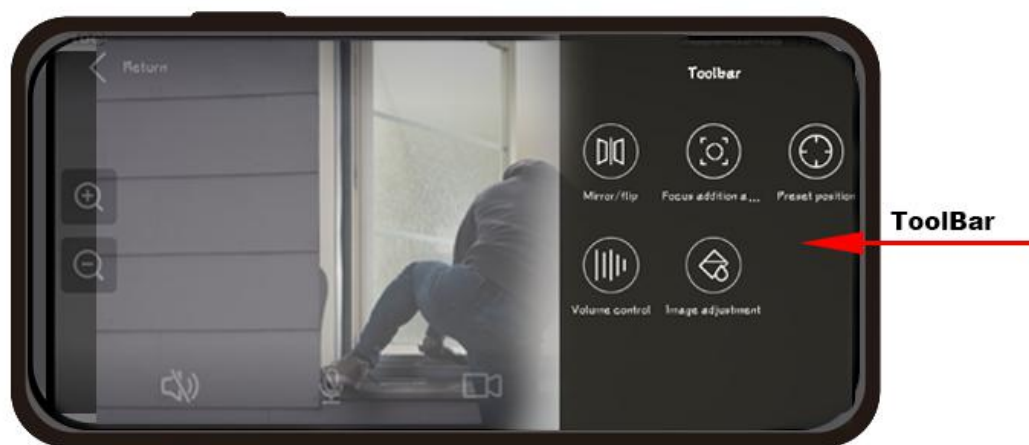 Return
Toolbar
Mirror/flip
Focus addition a...
Preset position
ToolBar
Volume control
Image adjustment